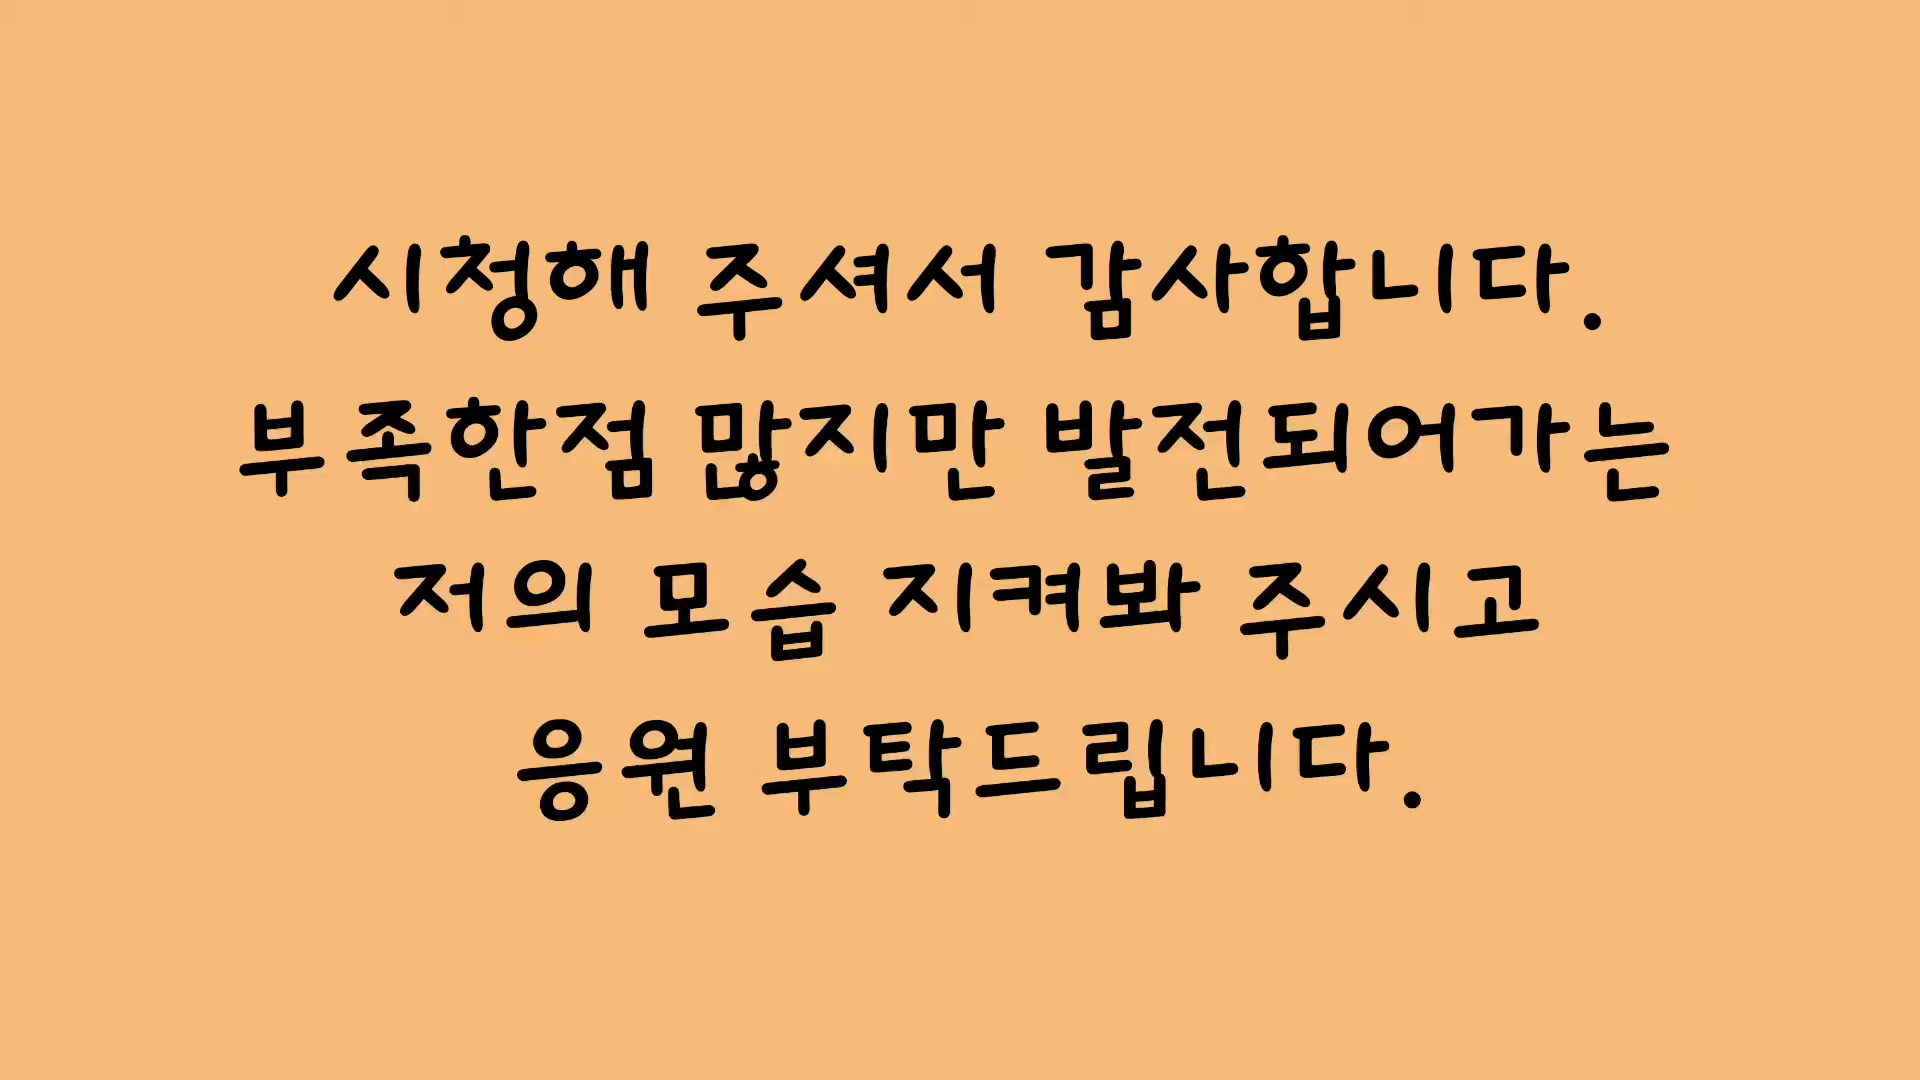 시청해 주셔서 감사합니다.
부족한점 많지만 발전되어가는
저의 모습 지켜봐 주시고
응원 부탁드립니다.